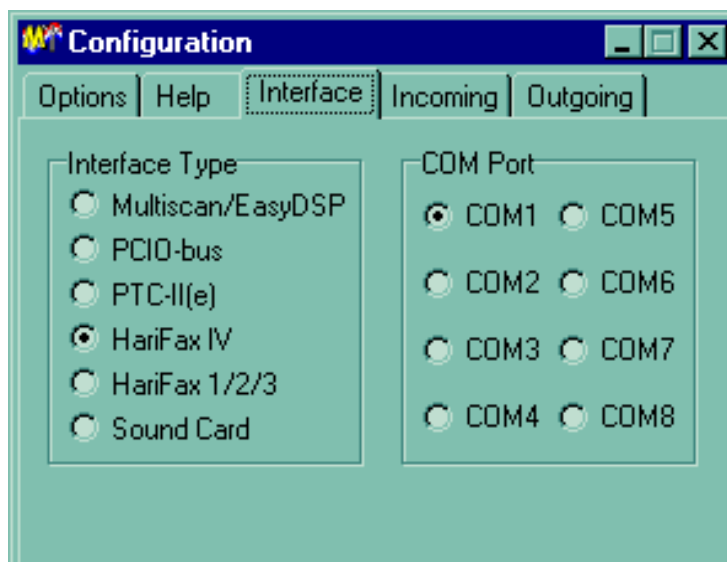 Configuration
Options Help Interface Incoming Outgoing
Interface Type
Multiscan/EasyDSP
PCIO-bus
PTC-II(e)
HariFax IV
HariFax 1/2/3
Sound Card
COM Port
COM1 COM5
COM2 COM6
COM3 COM7
COM4 COM8